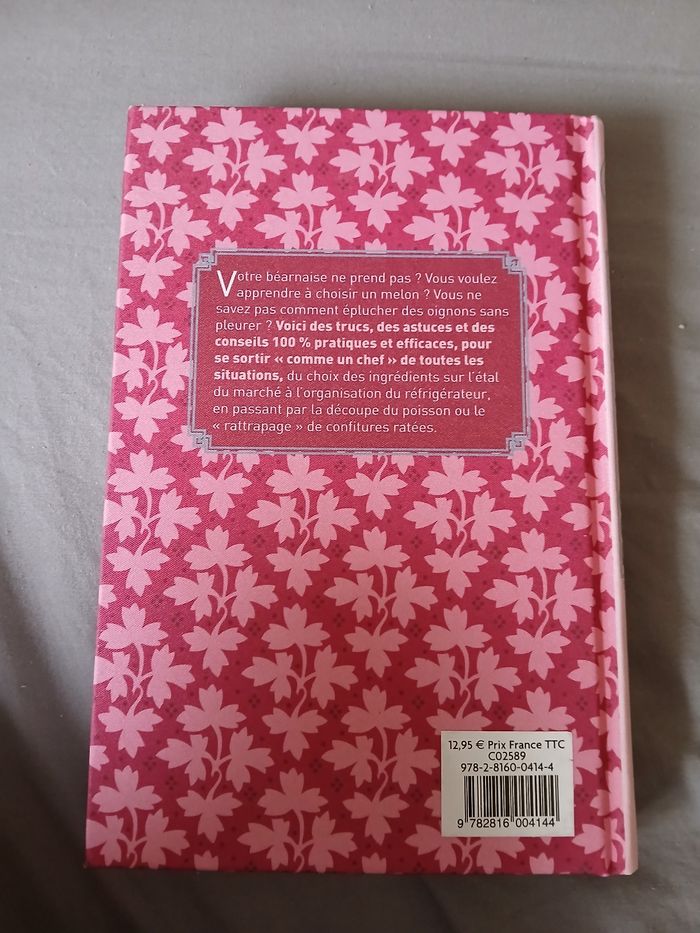 Votre béarnaise ne prend pas ? Vous voulez
apprendre à choisir un melon ? Vous ne
savez pas comment éplucher des oignons sans
pleurer ? Voici des trucs, des astuces et des
conseils 100 % pratiques et efficaces, pour
se sortir « comme un chef » de toutes les
situations, du choix des ingrédients sur l'étal
du marché à l'organisation du réfrigérateur,
en passant par la découpe du poisson ou le
« rattrapage » de confitures ratées.
12,95 € Prix France TTC
C02589
978-2-8160-0414-4
9 782816 004144